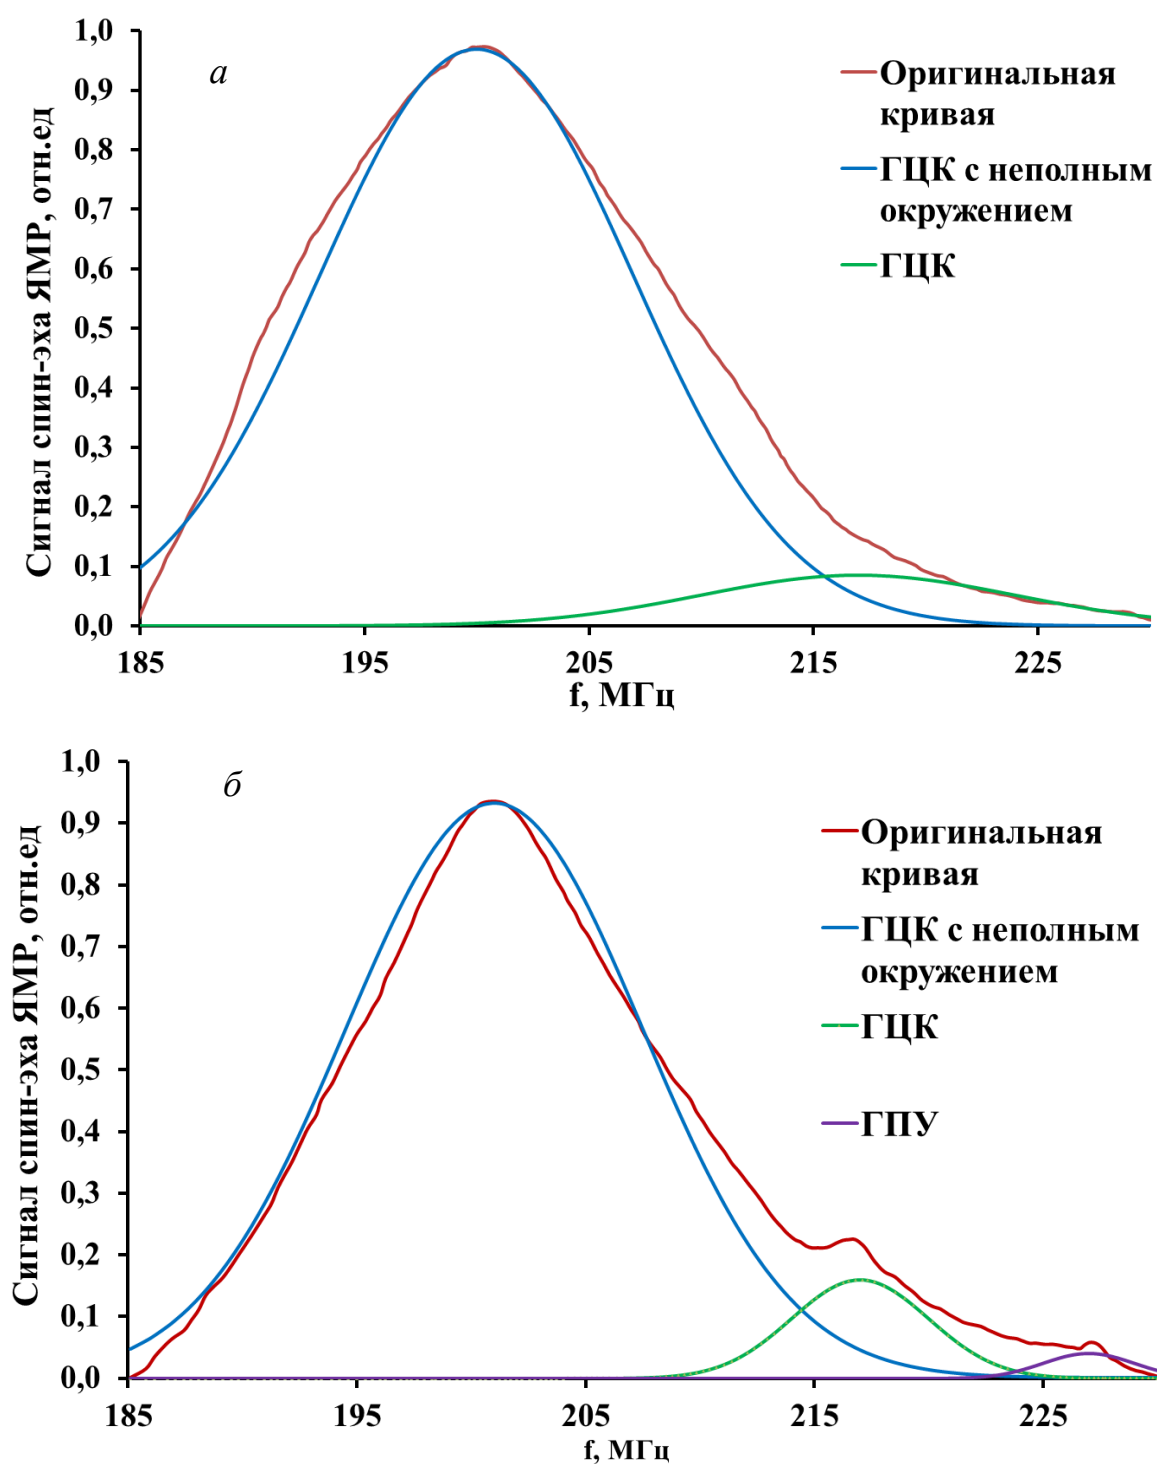 а
Сигнал спин-эха ЯМР, отн.ед
1,0
0,9
0,8
0,7
0,6
0,5
0,4
0,3
0,2
0,1
0,0
185 195 205 215 225
f, МГц
Оригинальная
кривая
ГЦК с неполным
окружением
ГЦК
б
Сигнал спин-эха ЯМР, отн.ед
1,0
0,9
0,8
0,7
0,6
0,5
0,4
0,3
0,2
0,1
0,0
185 195 205 215 225
f, МГц
Оригинальная
кривая
ГЦК с неполным
окружением
ГЦК
ГПУ